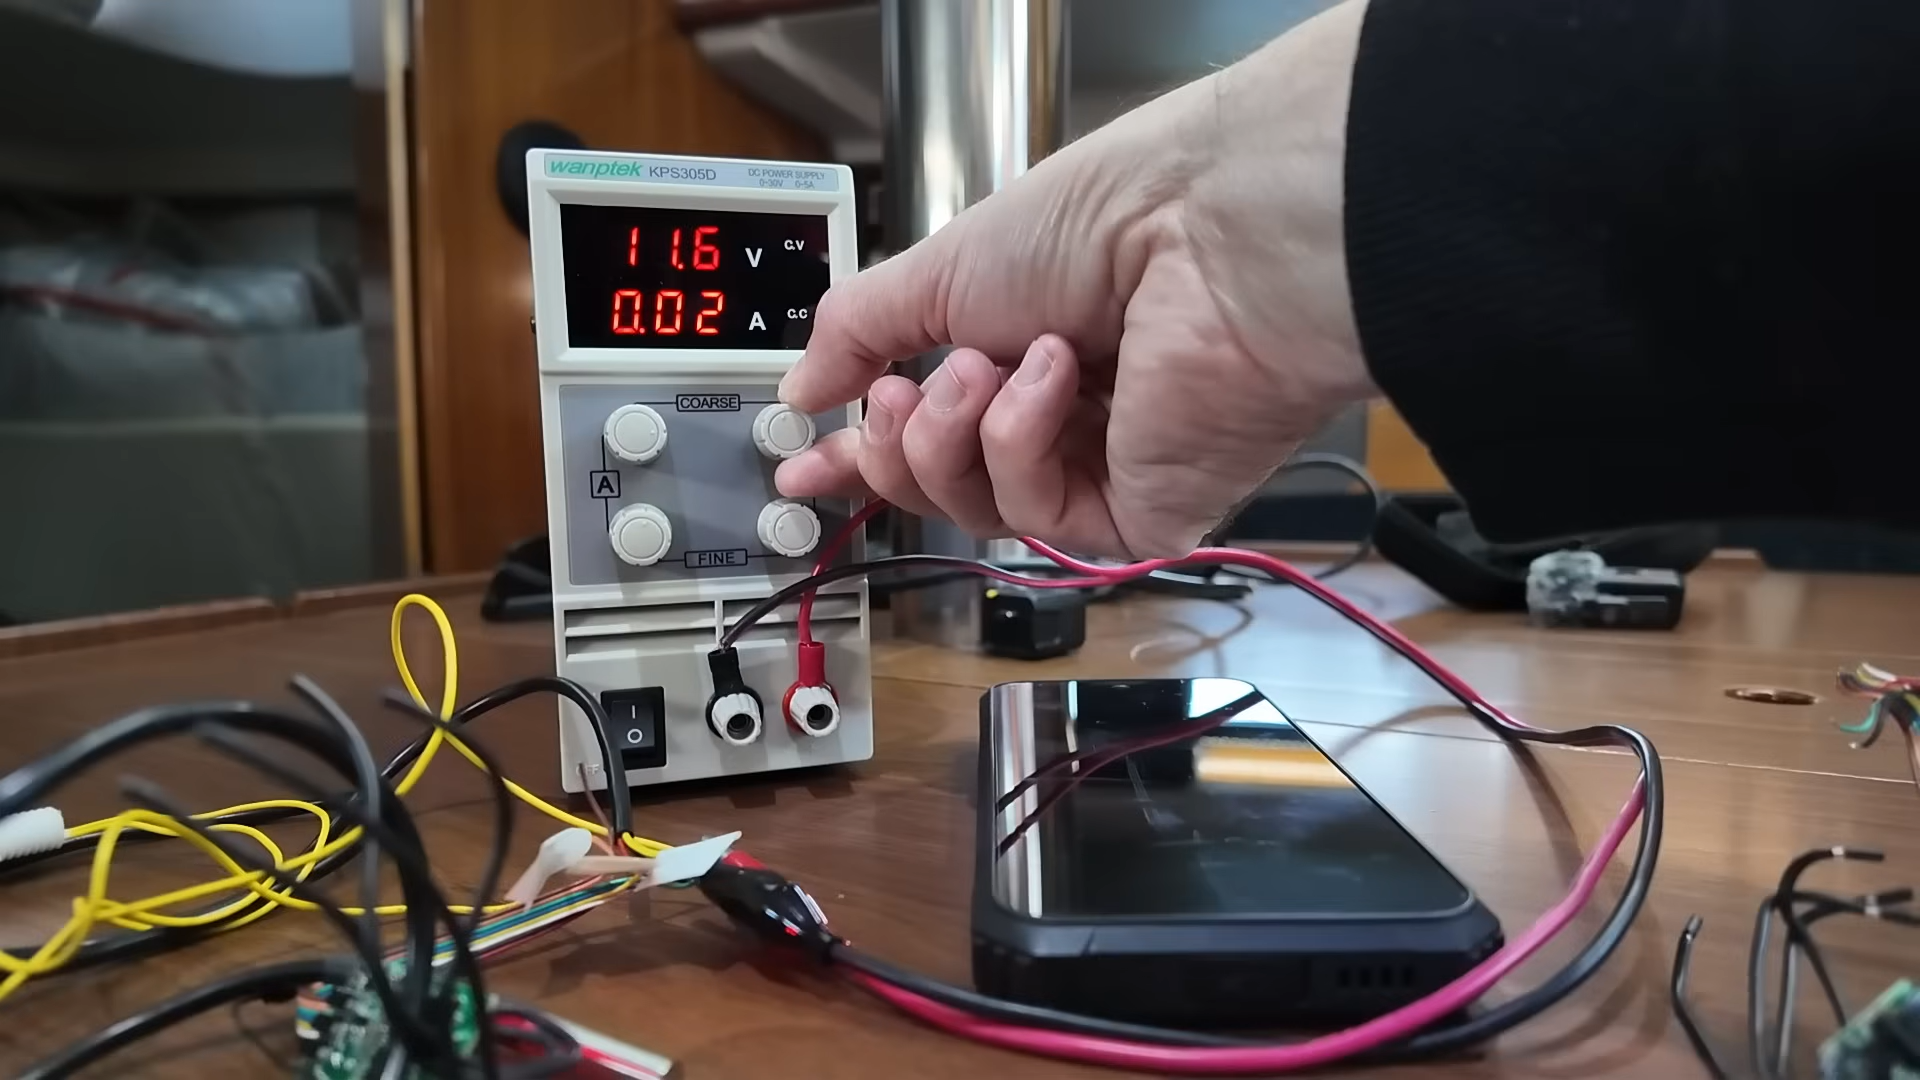 wanptek KPS305D
DC POWER SUPPLY
0~30V 0~5A
11.6 V C.V
0.02 A C.C
COARSE
A
FINE
I
O